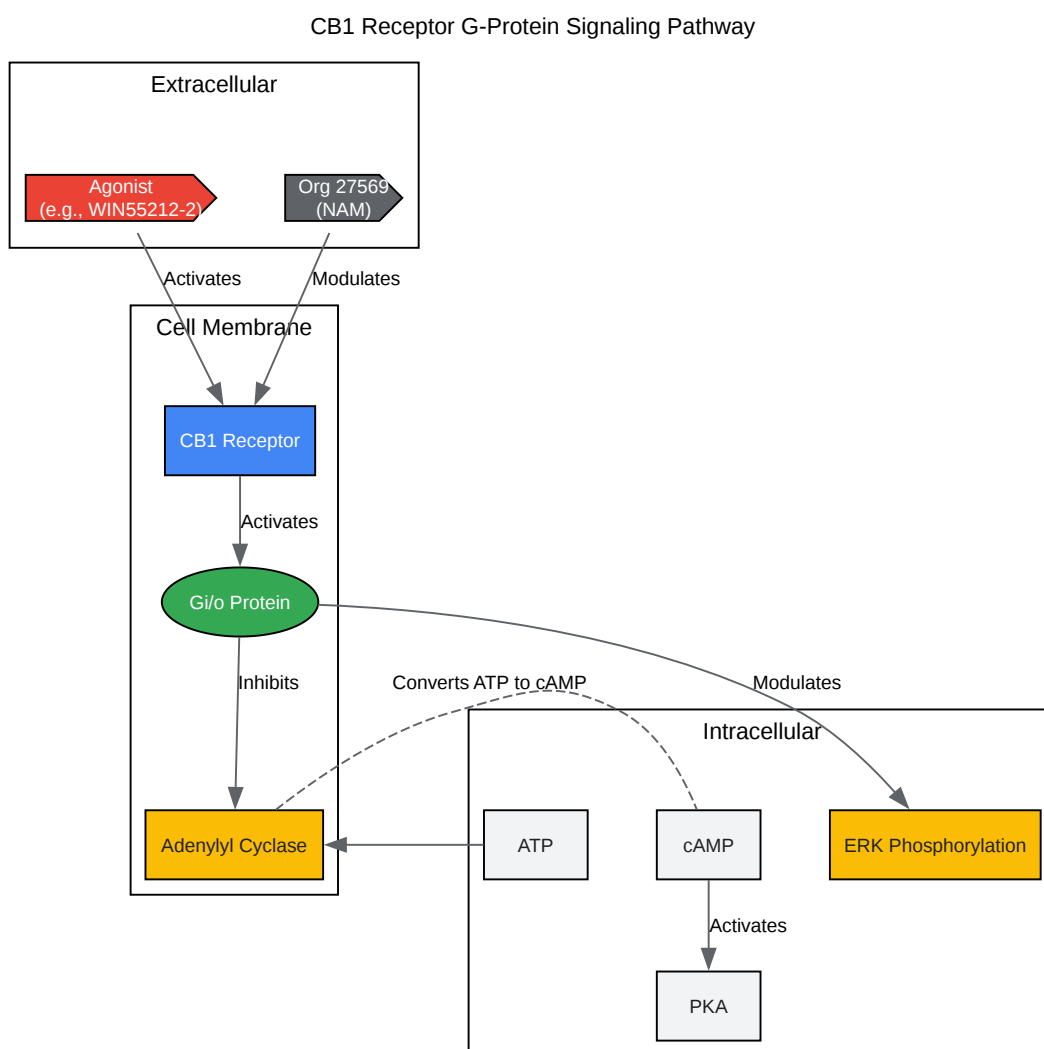 CB1 Receptor G-Protein Signaling Pathway
Extracellular
Agonist
(e.g., WIN55212-2)
Org 27569
(NAM)
Activates
Modulates
Cell Membrane
CB1 Receptor
Activates
Gi/o Protein
Inhibits
Converts ATP to cAMP
Modulates
Intracellular
Adenylyl Cyclase
ATP
cAMP
ERK Phosphorylation
Activates
PKA